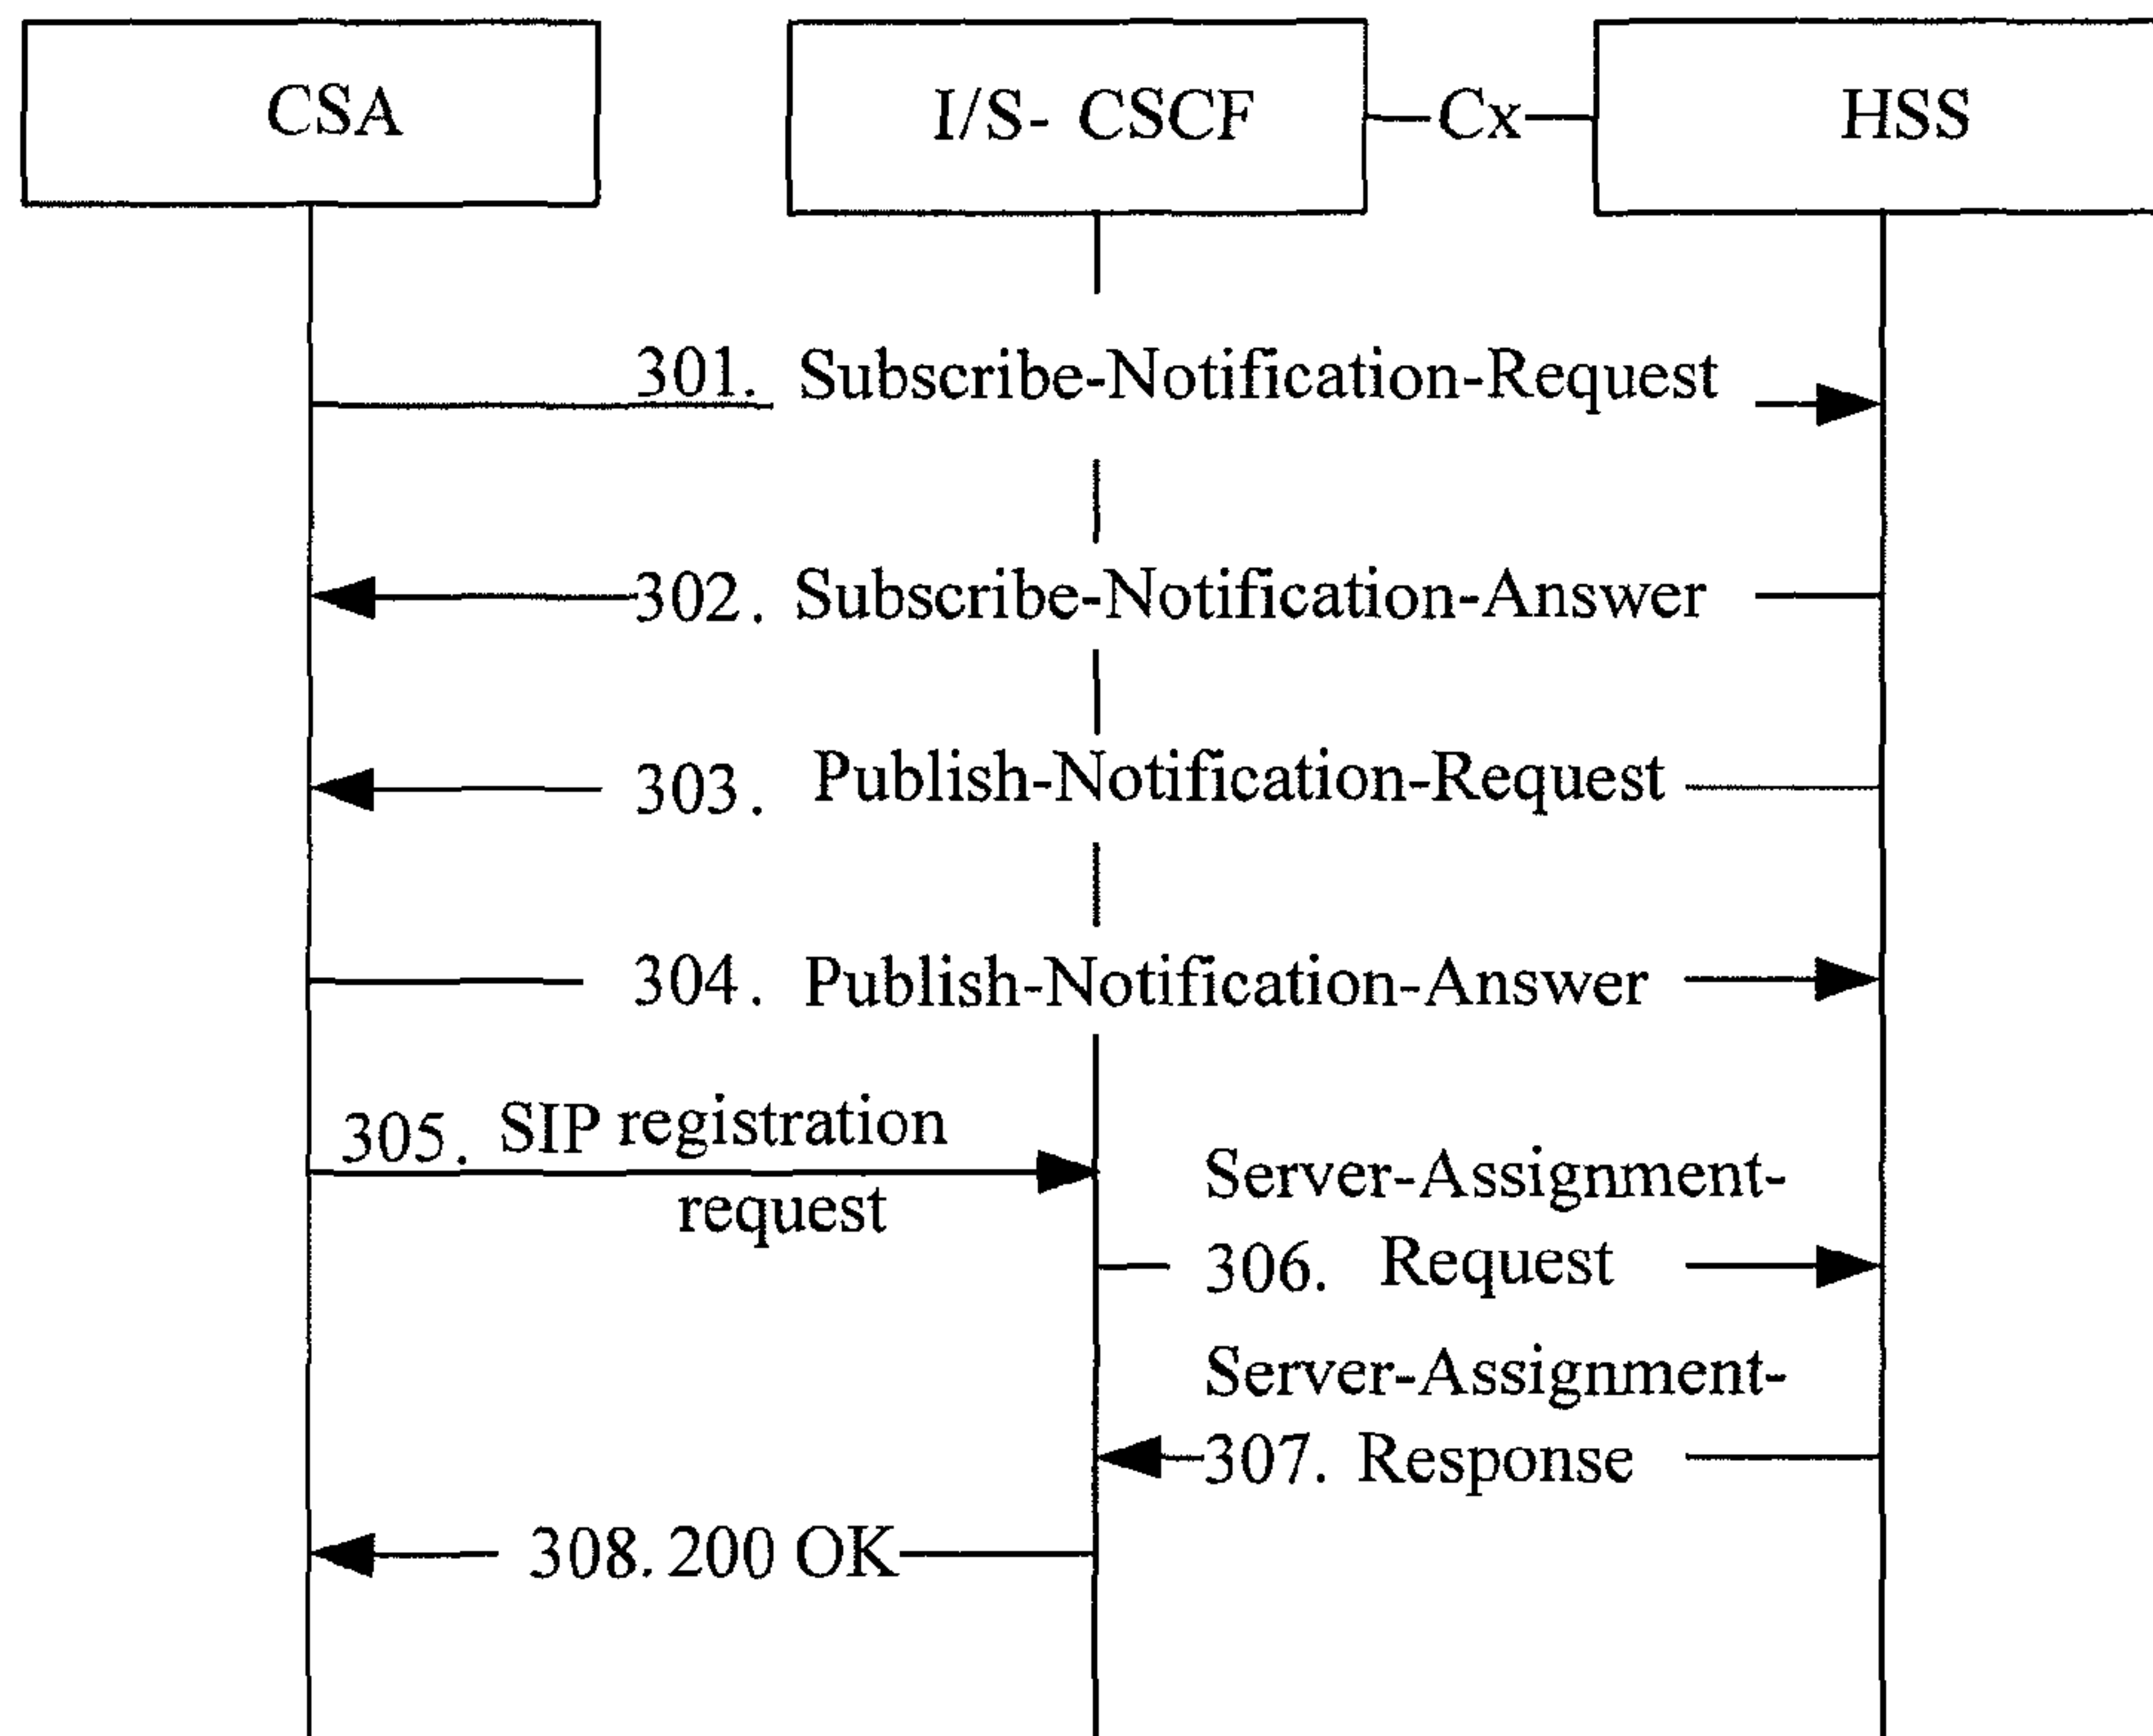 CSA
I/S- CSCF
Cx
HSS
301. Subscribe-Notification-Request
302. Subscribe-Notification-Answer
303. Publish-Notification-Request
304. Publish-Notification-Answer
305. SIP registration
request
Server-Assignment-
306. Request
Server-Assignment-
307. Response
308. 200 OK